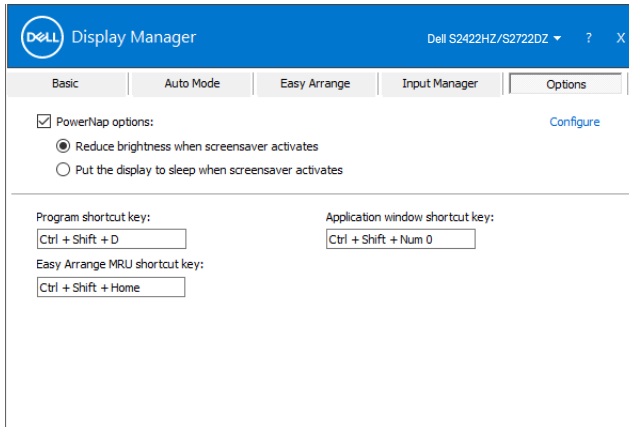 DELL Display Manager
Dell S2422HZ/S2722DZ ? X
Basic Auto Mode Easy Arrange Input Manager Options
PowerNap options: Configure
Reduce brightness when screensaver activates
Put the display to sleep when screensaver activates
Program shortcut key: Application window shortcut key:
Ctrl + Shift + D Ctrl + Shift + Num 0
Easy Arrange MRU shortcut key:
Ctrl + Shift + Home